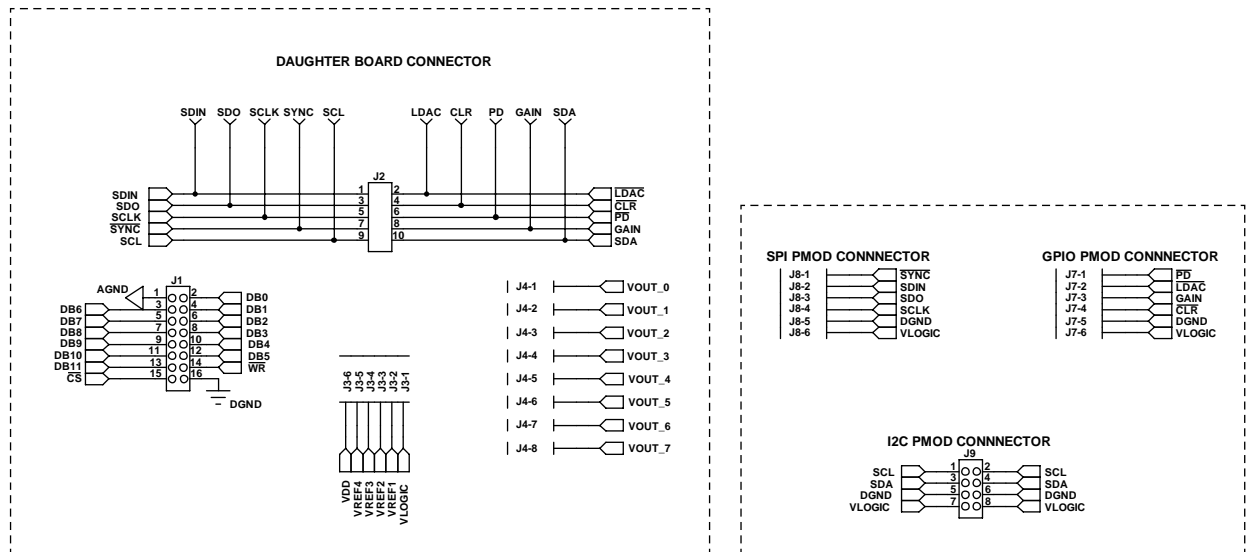 DAUGHTER BOARD CONNECTOR
SDIN SDO SCLK SYNC SCL LDAC CLR PD GAIN SDA
J2
SDIN 1 2 LDAC
SDO 3 4 CLR
SCLK 5 6 PD
SYNC 7 8 GAIN
SCL 9 10 SDA
J1
AGND 1 2 DB0
DB6 3 4 DB1
DB7 5 6 DB2
DB8 7 8 DB3
DB9 9 10 DB4
DB10 11 12 DB5
DB11 13 14 WR
CS 15 16
DGND
J3-6 J3-5 J3-4 J3-3 J3-2 J3-1
VDD VREF4 VREF3 VREF2 VREF1 VLOGIC
J4-1 VOUT_0
J4-2 VOUT_1
J4-3 VOUT_2
J4-4 VOUT_3
J4-5 VOUT_4
J4-6 VOUT_5
J4-7 VOUT_6
J4-8 VOUT_7
SPI PMOD CONNNECTOR
J8-1 SYNC
J8-2 SDIN
J8-3 SDO
J8-4 SCLK
J8-5 DGND
J8-6 VLOGIC
GPIO PMOD CONNNECTOR
J7-1 PD
J7-2 LDAC
J7-3 GAIN
J7-4 CLR
J7-5 DGND
J7-6 VLOGIC
I2C PMOD CONNNECTOR
J9
SCL 1 2 SCL
SDA 3 4 SDA
DGND 5 6 DGND
VLOGIC 7 8 VLOGIC